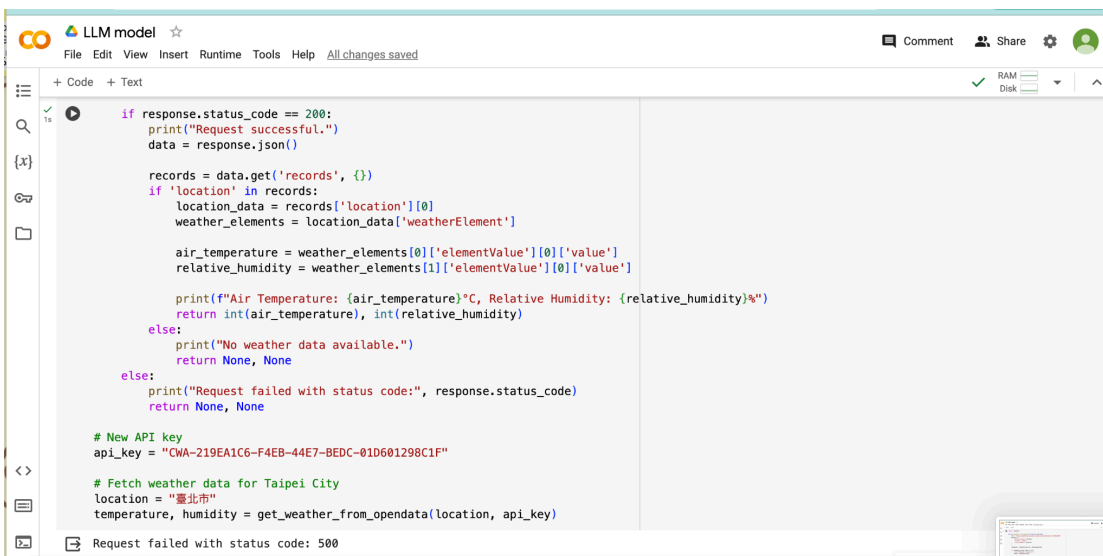 LLM model
Comment
Share
File Edit View Insert Runtime Tools Help All changes saved
+ Code + Text
RAM
Disk
1s
if response.status_code == 200:
print("Request successful.")
data = response.json()
records = data.get('records', {})
if 'location' in records:
location_data = records['location'][0]
weather_elements = location_data['weatherElement']
air_temperature = weather_elements[0]['elementValue'][0]['value']
relative_humidity = weather_elements[1]['elementValue'][0]['value']
print(f"Air Temperature: {air_temperature}°C, Relative Humidity: {relative_humidity}%")
return int(air_temperature), int(relative_humidity)
else:
print("No weather data available.")
return None, None
else:
print("Request failed with status code:", response.status_code)
return None, None
# New API key
api_key = "CWA-219EA1C6-F4EB-44E7-BEDC-01D601298C1F"
# Fetch weather data for Taipei City
location = "臺北市"
temperature, humidity = get_weather_from_opendata(location, api_key)
Request failed with status code: 500